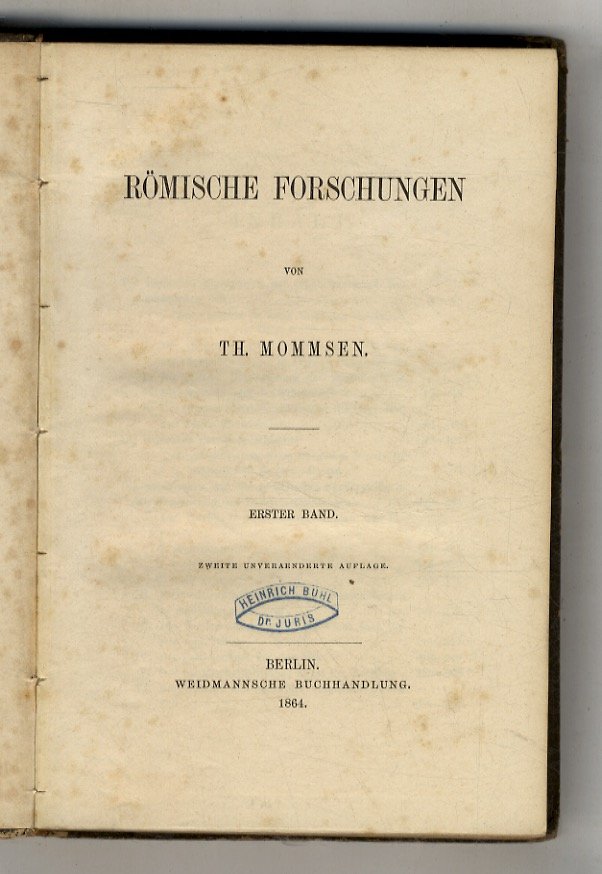 RÖMISCHE FORSCHUNGEN
VON
TH. MOMMSEN.
ERSTER BAND.
ZWEITE UNVERAENDERTE AUFLAGE.
HEINRICH BÜHL
Dr. JURIS
BERLIN.
WEIDMANNSCHE BUCHHANDLUNG.
1864.